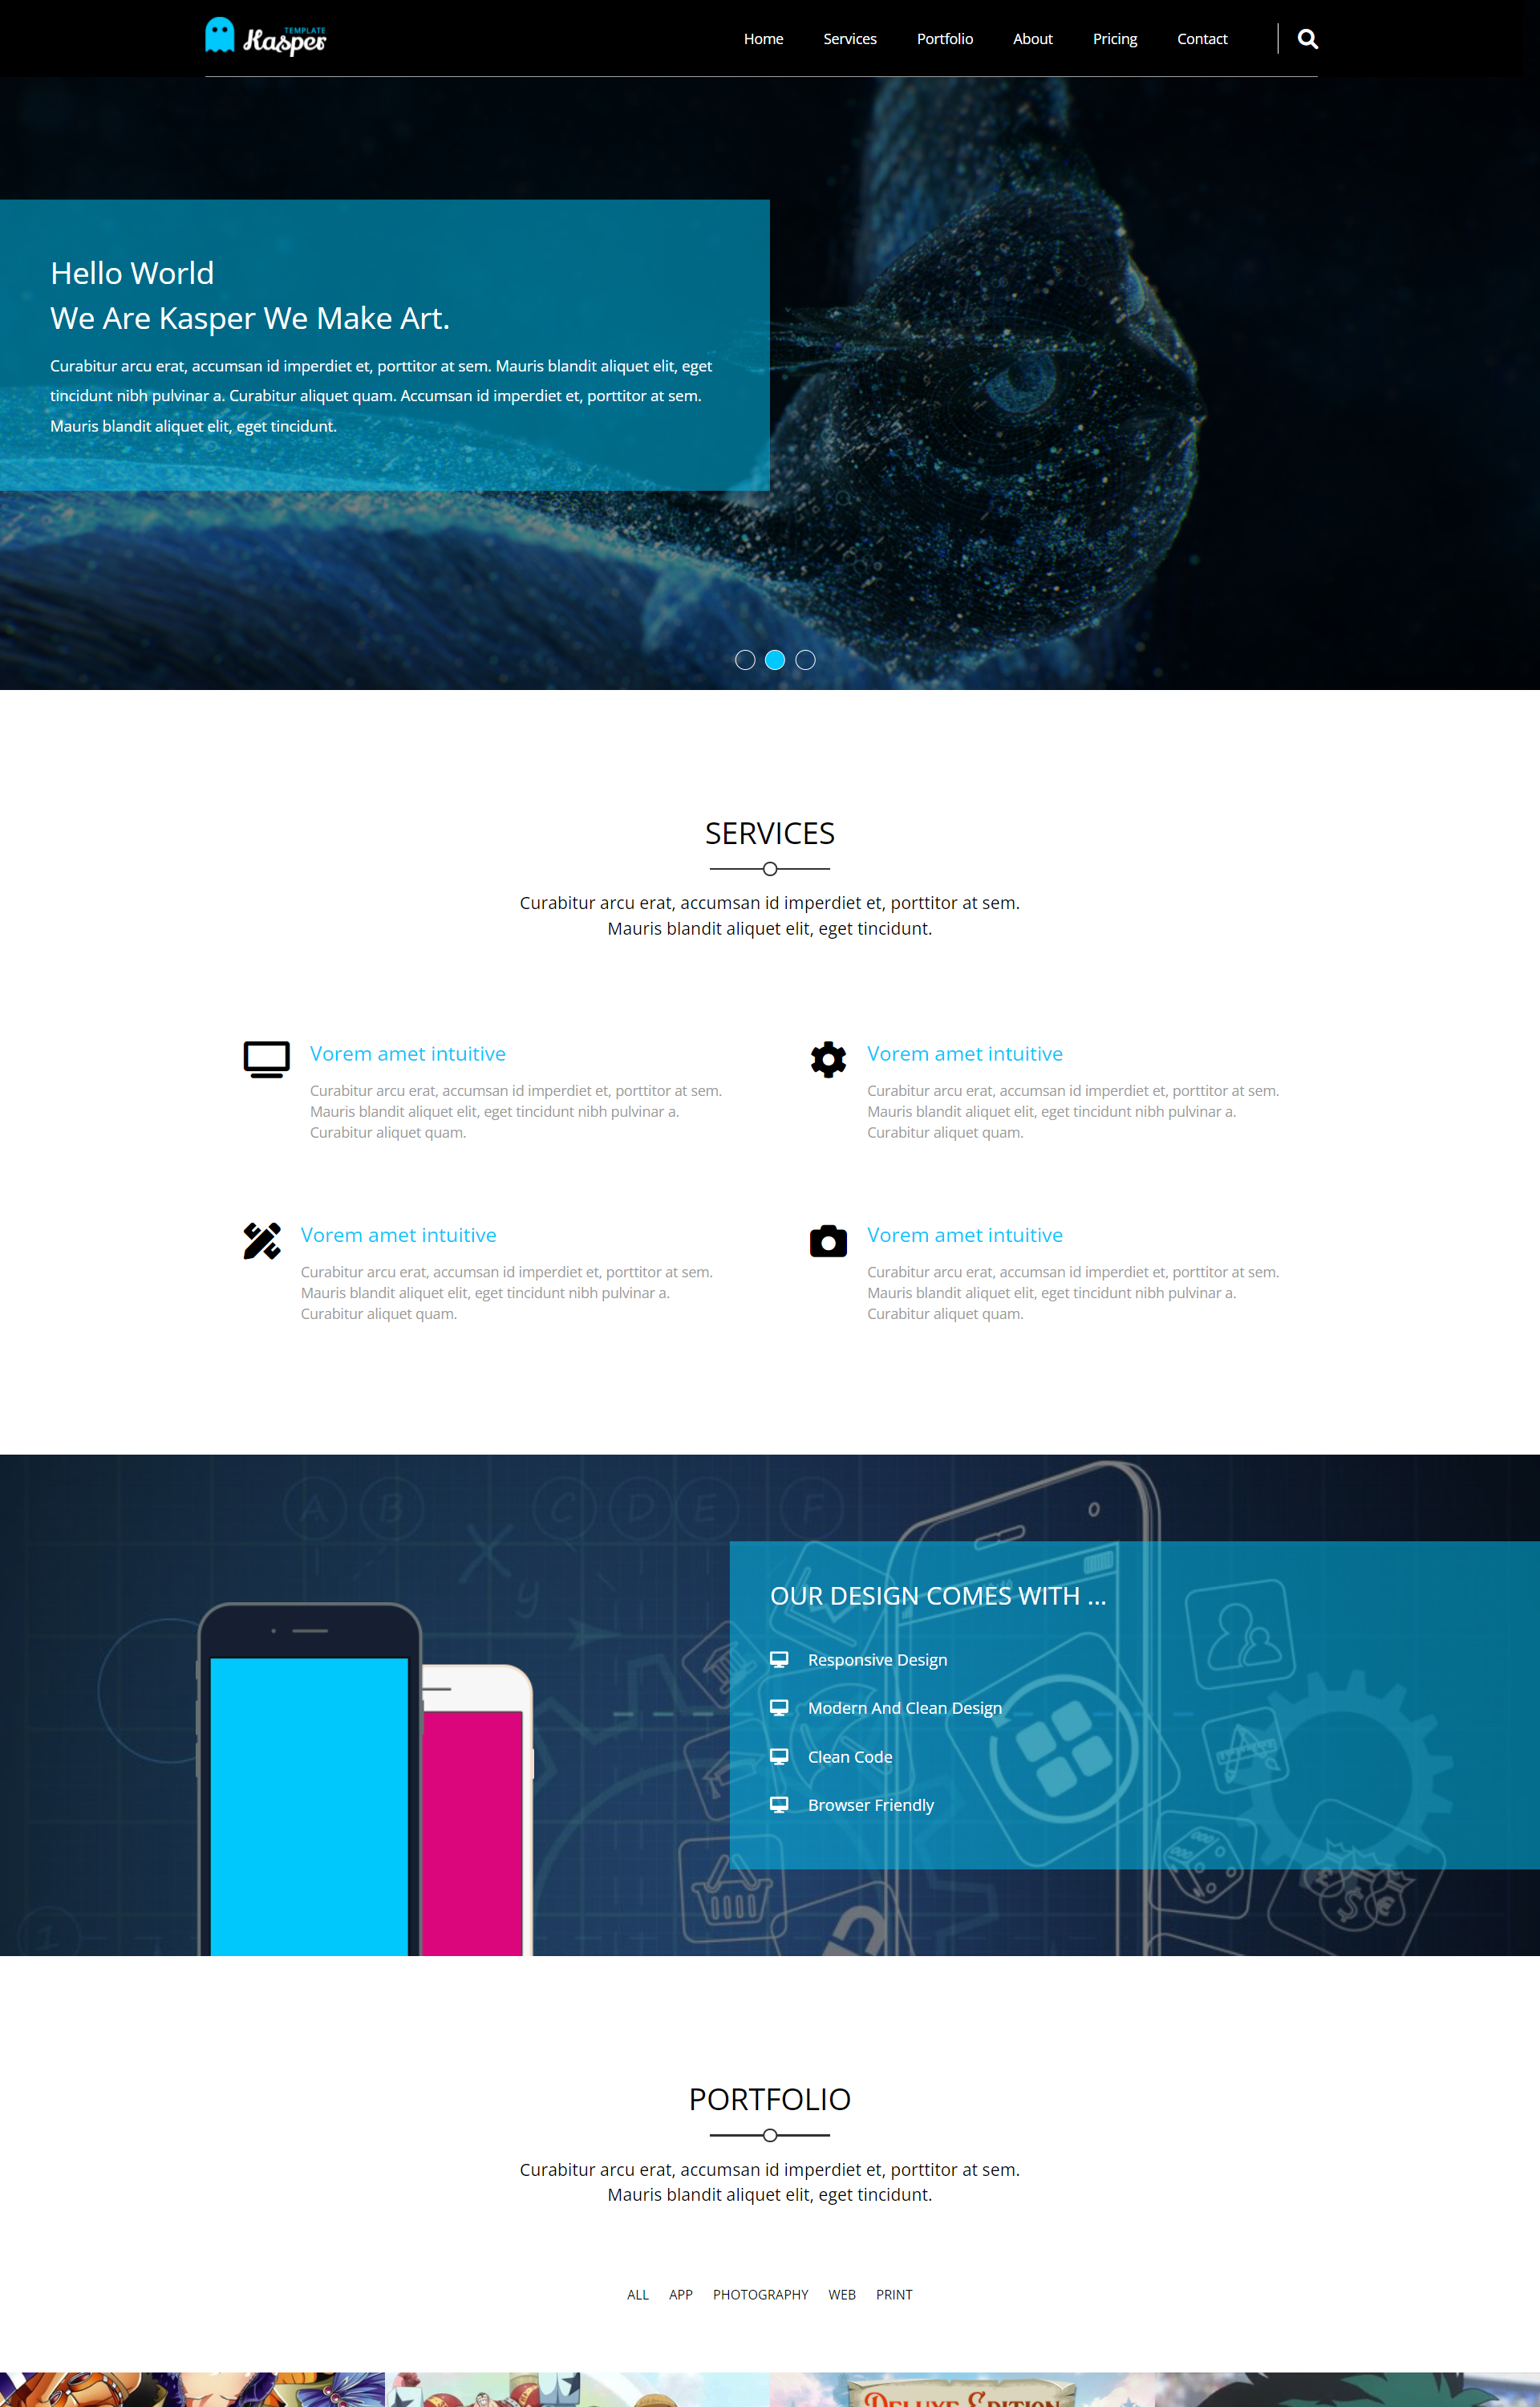 TEMPLATE
Kasper
Home Services Portfolio About Pricing Contact
Hello World
We Are Kasper We Make Art.
Curabitur arcu erat, accumsan id imperdiet et, porttitor at sem. Mauris blandit aliquet elit, eget
tincidunt nibh pulvinar a. Curabitur aliquet quam. Accumsan id imperdiet et, porttitor at sem.
Mauris blandit aliquet elit, eget tincidunt.
SERVICES
Curabitur arcu erat, accumsan id imperdiet et, porttitor at sem.
Mauris blandit aliquet elit, eget tincidunt.
Vorem amet intuitive
Curabitur arcu erat, accumsan id imperdiet et, porttitor at sem.
Mauris blandit aliquet elit, eget tincidunt nibh pulvinar a.
Curabitur aliquet quam.
Vorem amet intuitive
Curabitur arcu erat, accumsan id imperdiet et, porttitor at sem.
Mauris blandit aliquet elit, eget tincidunt nibh pulvinar a.
Curabitur aliquet quam.
Vorem amet intuitive
Curabitur arcu erat, accumsan id imperdiet et, porttitor at sem.
Mauris blandit aliquet elit, eget tincidunt nibh pulvinar a.
Curabitur aliquet quam.
Vorem amet intuitive
Curabitur arcu erat, accumsan id imperdiet et, porttitor at sem.
Mauris blandit aliquet elit, eget tincidunt nibh pulvinar a.
Curabitur aliquet quam.
A B C D E F
X
y
OUR DESIGN COMES WITH ...
Responsive Design
Modern And Clean Design
Clean Code
Browser Friendly
€ $ €
1
PORTFOLIO
Curabitur arcu erat, accumsan id imperdiet et, porttitor at sem.
Mauris blandit aliquet elit, eget tincidunt.
ALL APP PHOTOGRAPHY WEB PRINT
DELUXE EDITION